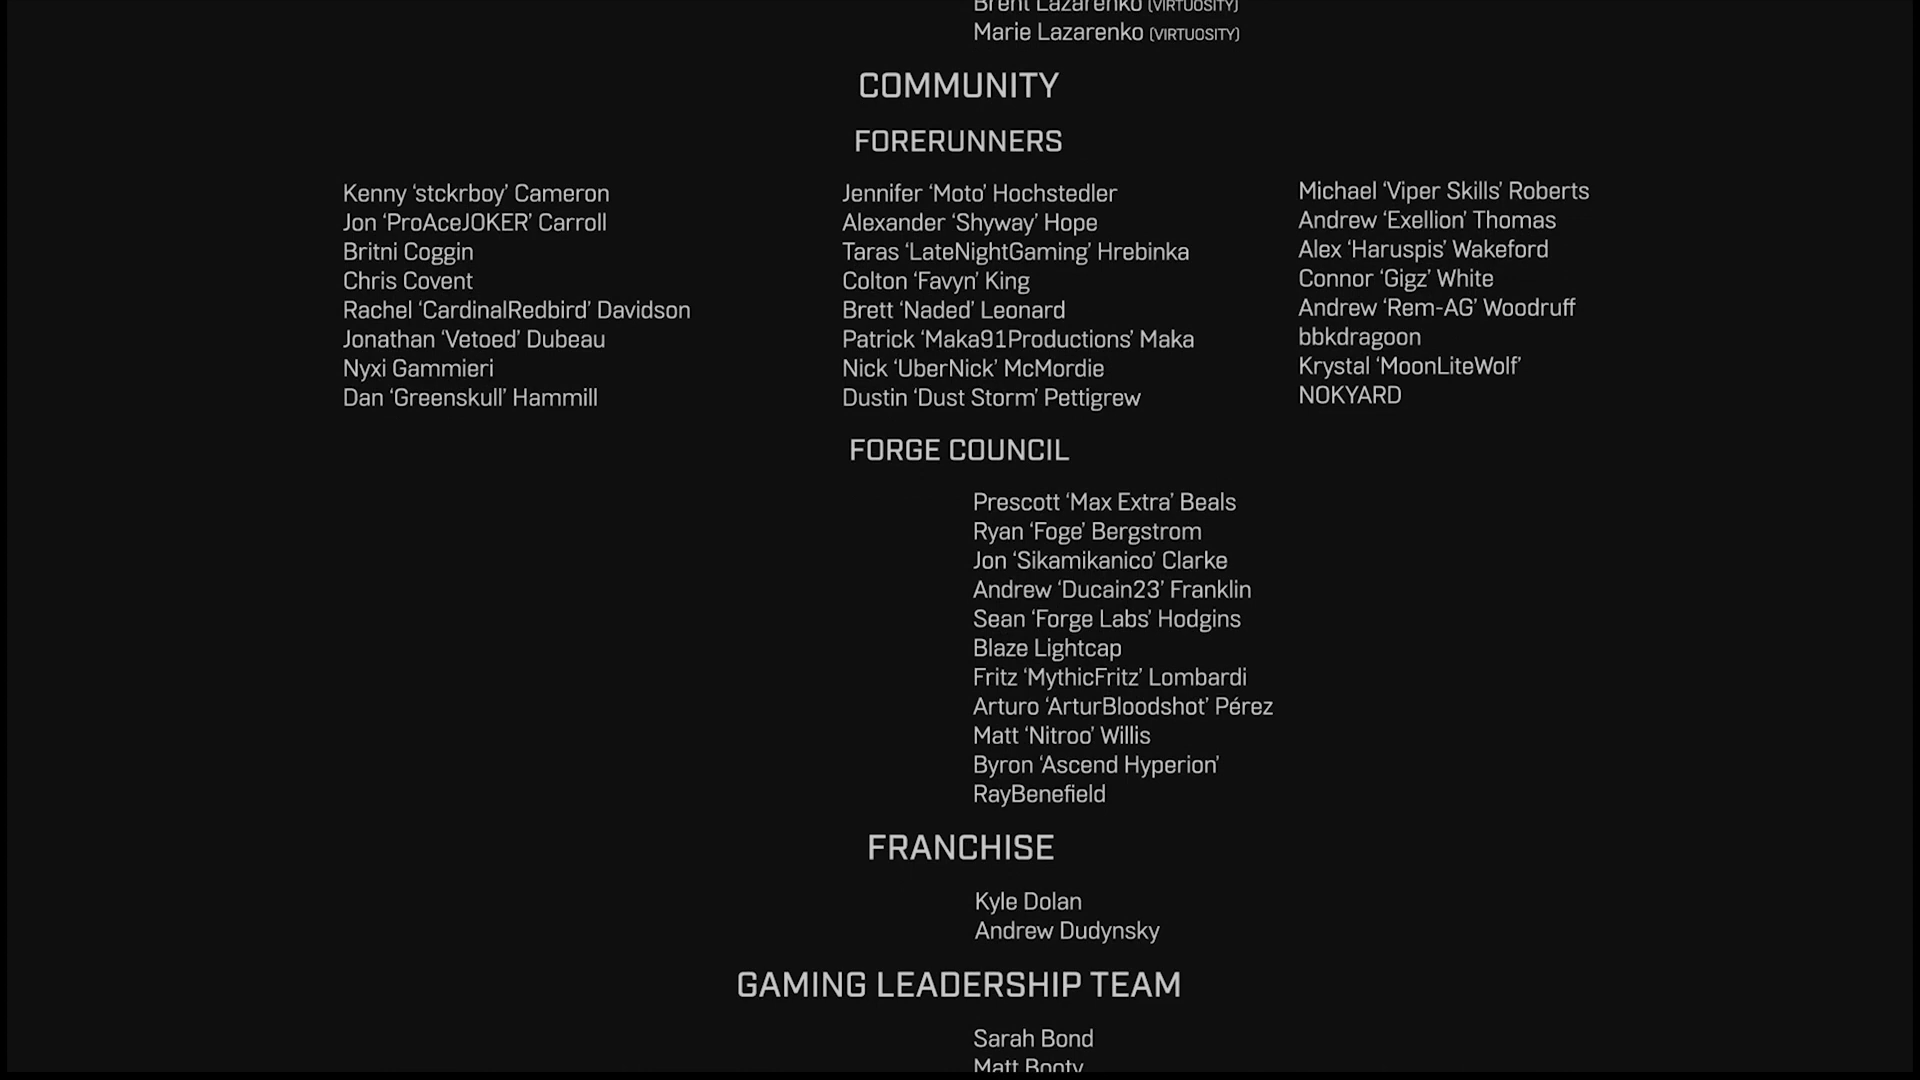 Brent Lazarenko (VIRTUOSITY)
Marie Lazarenko (VIRTUOSITY)
COMMUNITY
FORERUNNERS
Kenny ‘stckrboy’ Cameron
Jon ‘ProAceJOKER’ Carroll
Britni Coggin
Chris Covent
Rachel ‘CardinalRedbird’ Davidson
Jonathan ‘Vetoed’ Dubeau
Nyxi Gammieri
Dan ‘Greenskull’ Hammill
Jennifer ‘Moto’ Hochstedler
Alexander ‘Shyway’ Hope
Taras ‘LateNightGaming’ Hrebinka
Colton ‘Favyn’ King
Brett ‘Naded’ Leonard
Patrick ‘Maka91Productions’ Maka
Nick ‘UberNick’ McMordie
Dustin ‘Dust Storm’ Pettigrew
Michael ‘Viper Skills’ Roberts
Andrew ‘Exellion’ Thomas
Alex ‘Haruspis’ Wakeford
Connor ‘Gigz’ White
Andrew ‘Rem-AG’ Woodruff
bbkdragoon
Krystal ‘MoonLiteWolf’
NOKYARD
FORGE COUNCIL
Prescott ‘Max Extra’ Beals
Ryan ‘Foge’ Bergstrom
Jon ‘Sikamikanico’ Clarke
Andrew ‘Ducain23’ Franklin
Sean ‘Forge Labs’ Hodgins
Blaze Lightcap
Fritz ‘MythicFritz’ Lombardi
Arturo ‘ArturBloodshot’ Pérez
Matt ‘Nitroo’ Willis
Byron ‘Ascend Hyperion’
RayBenefield
FRANCHISE
Kyle Dolan
Andrew Dudynsky
GAMING LEADERSHIP TEAM
Sarah Bond
Matt Booty